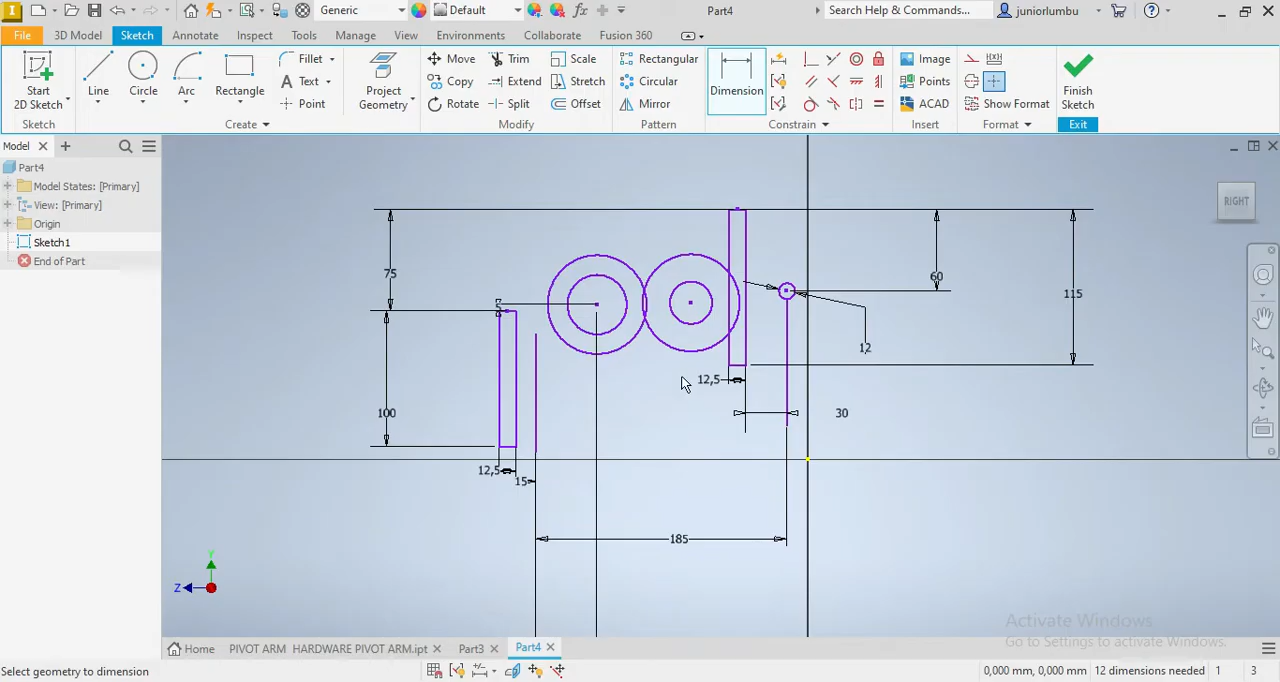 Generic
Default
Part4
Search Help & Commands...
juniorlumbu
File
3D Model
Sketch
Annotate
Inspect
Tools
Manage
View
Environments
Collaborate
Fusion 360
Start
2D Sketch
Line
Circle
Arc
Rectangle
Fillet
Text
Point
Project
Geometry
Move
Copy
Rotate
Trim
Extend
Split
Scale
Stretch
Offset
Rectangular
Circular
Mirror
Dimension
Image
Points
ACAD
Show Format
Finish
Sketch
Sketch
Create
Modify
Pattern
Constrain
Insert
Format
Exit
Model
Part4
Model States: [Primary]
View: [Primary]
Origin
Sketch1
End of Part
RIGHT
75
100
12,5
15
5
185
12,5
30
12
60
115
Y
Z
Activate Windows
Go to Settings to activate Windows.
Home
PIVOT ARM HARDWARE PIVOT ARM.ipt
Part3
Part4
Select geometry to dimension
0,000 mm, 0,000 mm
12 dimensions needed
1
3